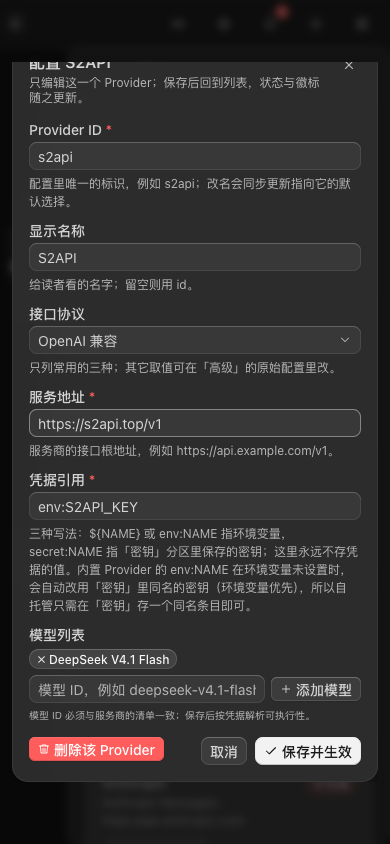 配置 S2API
只编辑这一个 Provider；保存后回到列表，状态与徽标
随之更新。
Provider ID *
s2api
配置里唯一的标识，例如 s2api；改名会同步更新指向它的默
认选择。
显示名称
S2API
给读者看的名字；留空则用 id。
接口协议
OpenAI 兼容
只列常用的三种；其它取值可在「高级」的原始配置里改。
服务地址 *
https://s2api.top/v1
服务商的接口根地址，例如 https://api.example.com/v1。
凭据引用 *
env:S2API_KEY
三种写法：${NAME} 或 env:NAME 指环境变量，
secret:NAME 指「密钥」分区里保存的密钥；这里永远不存凭
据的值。内置 Provider 的 env:NAME 在环境变量未设置时，
会自动改用「密钥」里同名的密钥（环境变量优先），所以自
托管只需在「密钥」存一个同名条目即可。
模型列表
× DeepSeek V4.1 Flash
模型 ID，例如 deepseek-v4.1-flash
+ 添加模型
模型 ID 必须与服务商的清单一致；保存后按凭据解析可执行性。
删除该 Provider
取消
✓ 保存并生效